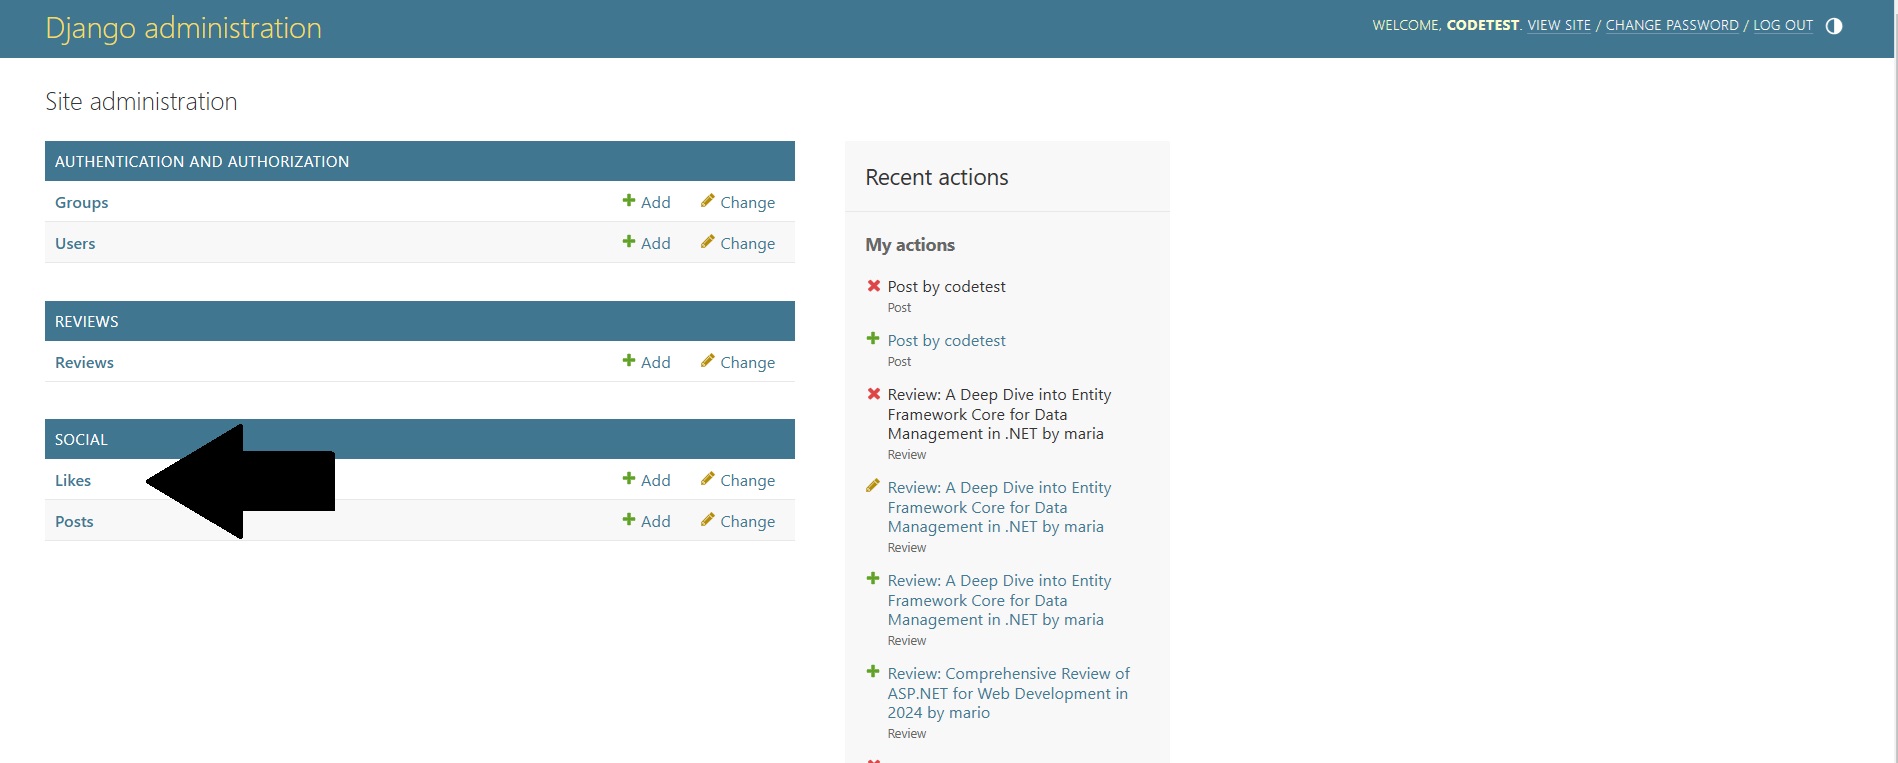 Django administration
WELCOME, CODETEST. VIEW SITE / CHANGE PASSWORD / LOG OUT
Site administration
AUTHENTICATION AND AUTHORIZATION
Groups Add Change
Users Add Change
REVIEWS
Reviews Add Change
SOCIAL
Likes Add Change
Posts Add Change
Recent actions
My actions
Post by codetest
Post
Post by codetest
Post
Review: A Deep Dive into Entity
Framework Core for Data
Management in .NET by maria
Review
Review: A Deep Dive into Entity
Framework Core for Data
Management in .NET by maria
Review
Review: A Deep Dive into Entity
Framework Core for Data
Management in .NET by maria
Review
Review: Comprehensive Review of
ASP.NET for Web Development in
2024 by mario
Review